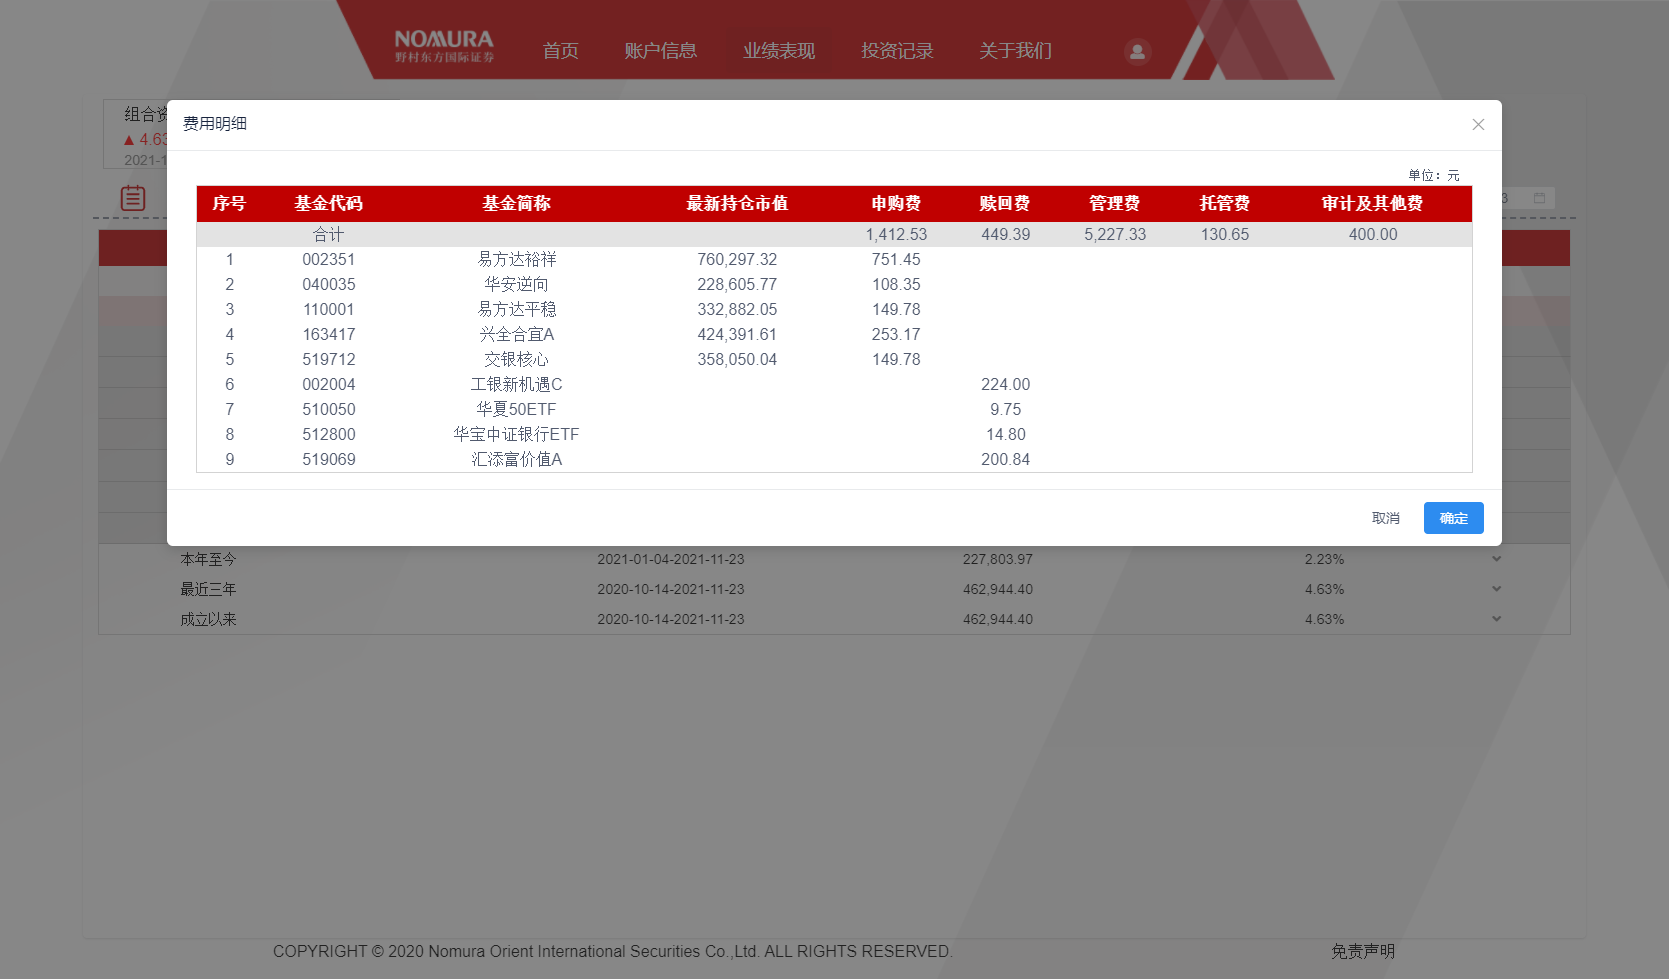 NOMURA
野村东方国际证券
首页 账户信息 业绩表现 投资记录 关于我们
组合资
▲ 4.63
2021-1
费用明细
单位：元
3
序号 基金代码 基金简称 最新持仓市值 申购费 赎回费 管理费 托管费 审计及其他费
合计 1,412.53 449.39 5,227.33 130.65 400.00
1 002351 易方达裕祥 760,297.32 751.45
2 040035 华安逆向 228,605.77 108.35
3 110001 易方达平稳 332,882.05 149.78
4 163417 兴全合宜A 424,391.61 253.17
5 519712 交银核心 358,050.04 149.78
6 002004 工银新机遇C 224.00
7 510050 华夏50ETF 9.75
8 512800 华宝中证银行ETF 14.80
9 519069 汇添富价值A 200.84
取消 确定
本年至今 2021-01-04-2021-11-23 227,803.97 2.23%
最近三年 2020-10-14-2021-11-23 462,944.40 4.63%
成立以来 2020-10-14-2021-11-23 462,944.40 4.63%
COPYRIGHT © 2020 Nomura Orient International Securities Co.,Ltd. ALL RIGHTS RESERVED. 免责声明